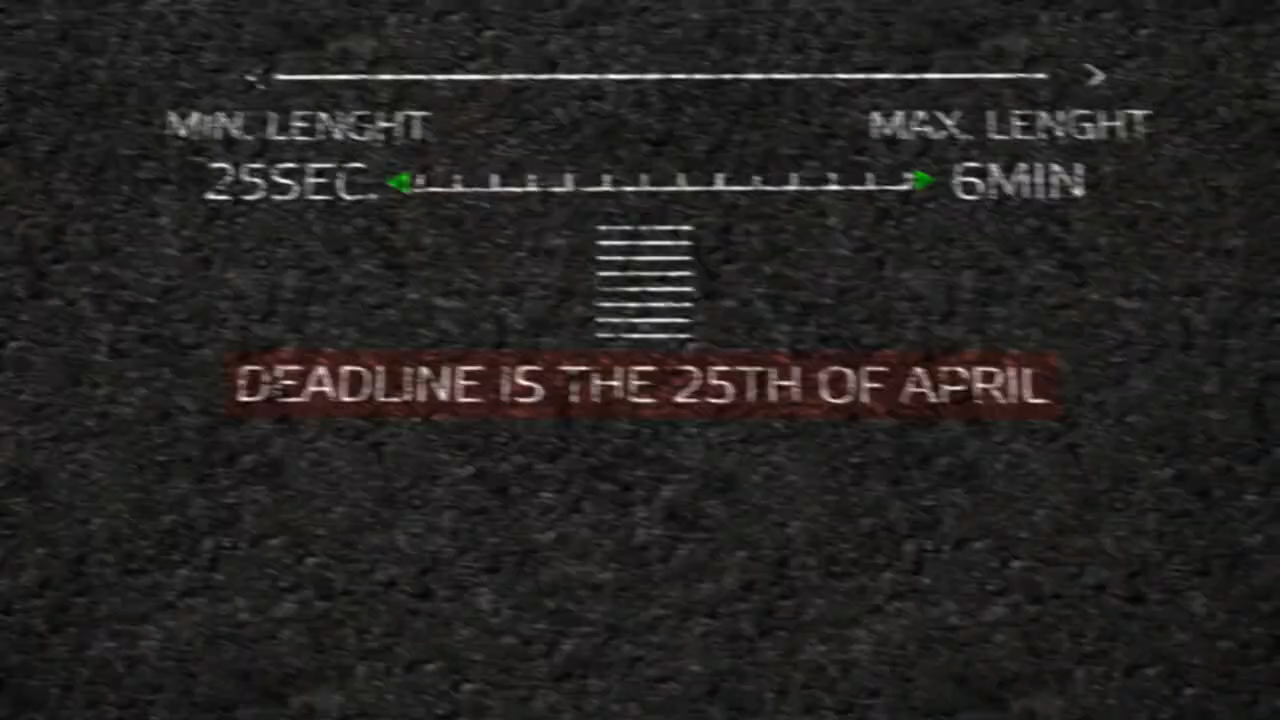 MIN. LENGHT MAX. LENGHT
25SEC. 6MIN
DEADLINE IS THE 25TH OF APRIL